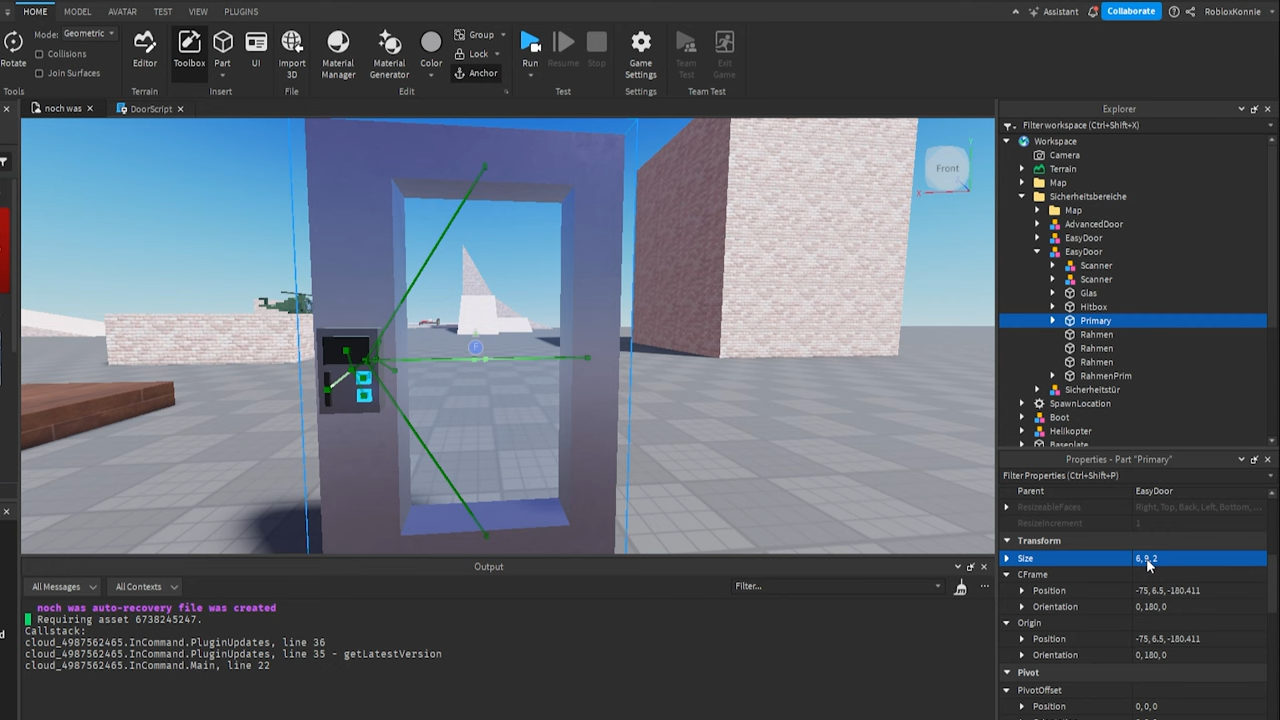 HOME MODEL AVATAR TEST VIEW PLUGINS Assistant Collaborate RobloxKonnie
Mode: Geometric
Collisions
Join Surfaces
Rotate Editor Toolbox Part UI Import 3D Material Manager Material Generator Color Group Lock Anchor Run Resume Stop Game Settings Team Test Exit Game
Tools Terrain Insert File Edit Test Settings Team Test
noch was DoorScript
Front
Y
X
F
Explorer
Filter workspace (Ctrl+Shift+X)
Workspace
Camera
Terrain
Map
Sicherheitsbereiche
Map
AdvancedDoor
EasyDoor
EasyDoor
Scanner
Scanner
Glas
Hitbox
Primary
Rahmen
Rahmen
Rahmen
RahmenPrim
Sicherheitstür
SpawnLocation
Boot
Helikopter
Baseplate
Properties - Part "Primary"
Filter Properties (Ctrl+Shift+P)
Parent EasyDoor
ResizeableFaces Right, Top, Back, Left, Bottom, ...
ResizeIncrement 1
Transform
Size 6, 9, 2
CFrame
Position -75, 6.5, -180.411
Orientation 0, 180, 0
Origin
Position -75, 6.5, -180.411
Orientation 0, 180, 0
Pivot
PivotOffset
Position 0, 0, 0
Output
All Messages All Contexts Filter...
noch was auto-recovery file was created
Requiring asset 6738245247.
Callstack:
cloud_4987562465.InCommand.PluginUpdates, line 36
cloud_4987562465.InCommand.PluginUpdates, line 35 - getLatestVersion
cloud_4987562465.InCommand.Main, line 22